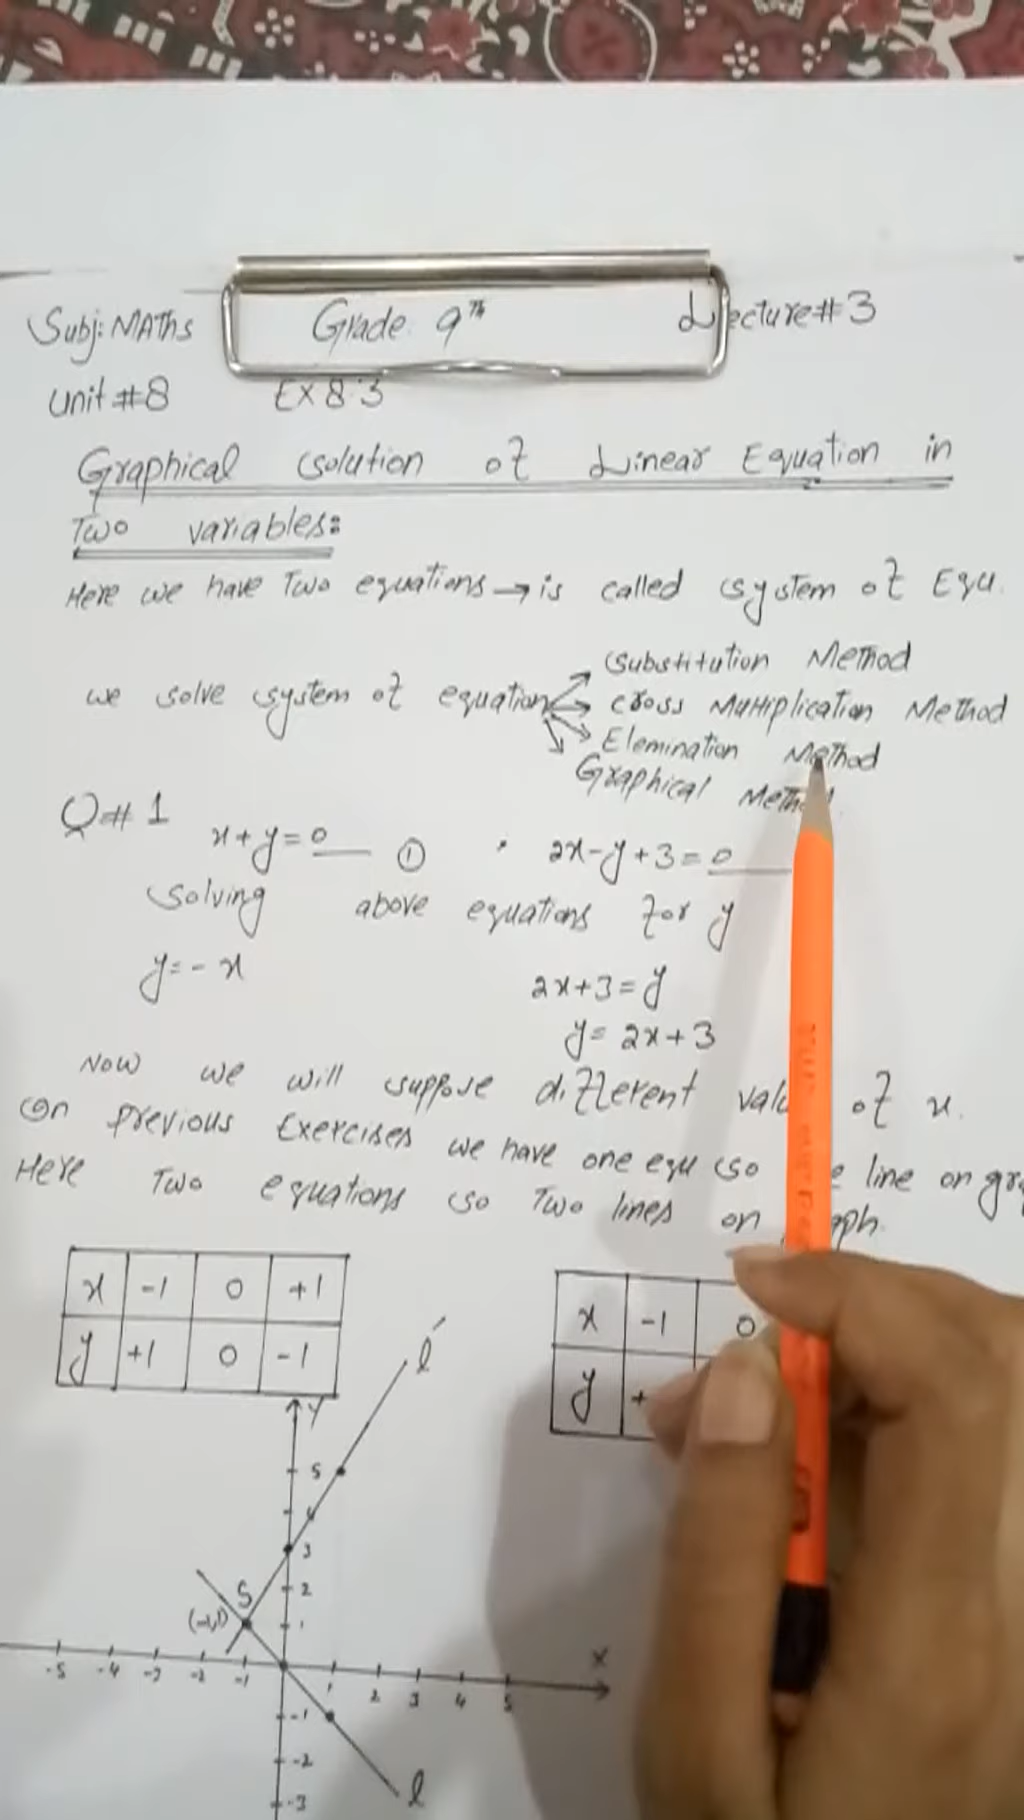 Subj: MATHs Grade 9th Lecture # 3
Unit #8 EX 8.3
Graphical solution of Linear Equation in
Two variables:
Here we have Two equations → is called system of Equ.
we solve system of equation
Substitution Method
Cross Multiplication Method
Elemination Method
Graphical Method.
Q# 1
x+y=0 ① , 2x-y+3=0
Solving above equations for y
y=-x 2x+3=y
y=2x+3
Now we will suppose different of x.
On previous Exercises we have one equ so line on
Here Two equations so Two lines on
x -1 0 +1
y +1 0 -1
x -1 0
y +
l'
Y
5
4
3
S 2
(-1,1) 1
x
-5 -4 -3 -2 -1 1 2 3 4 5
-1
-2
l
-3